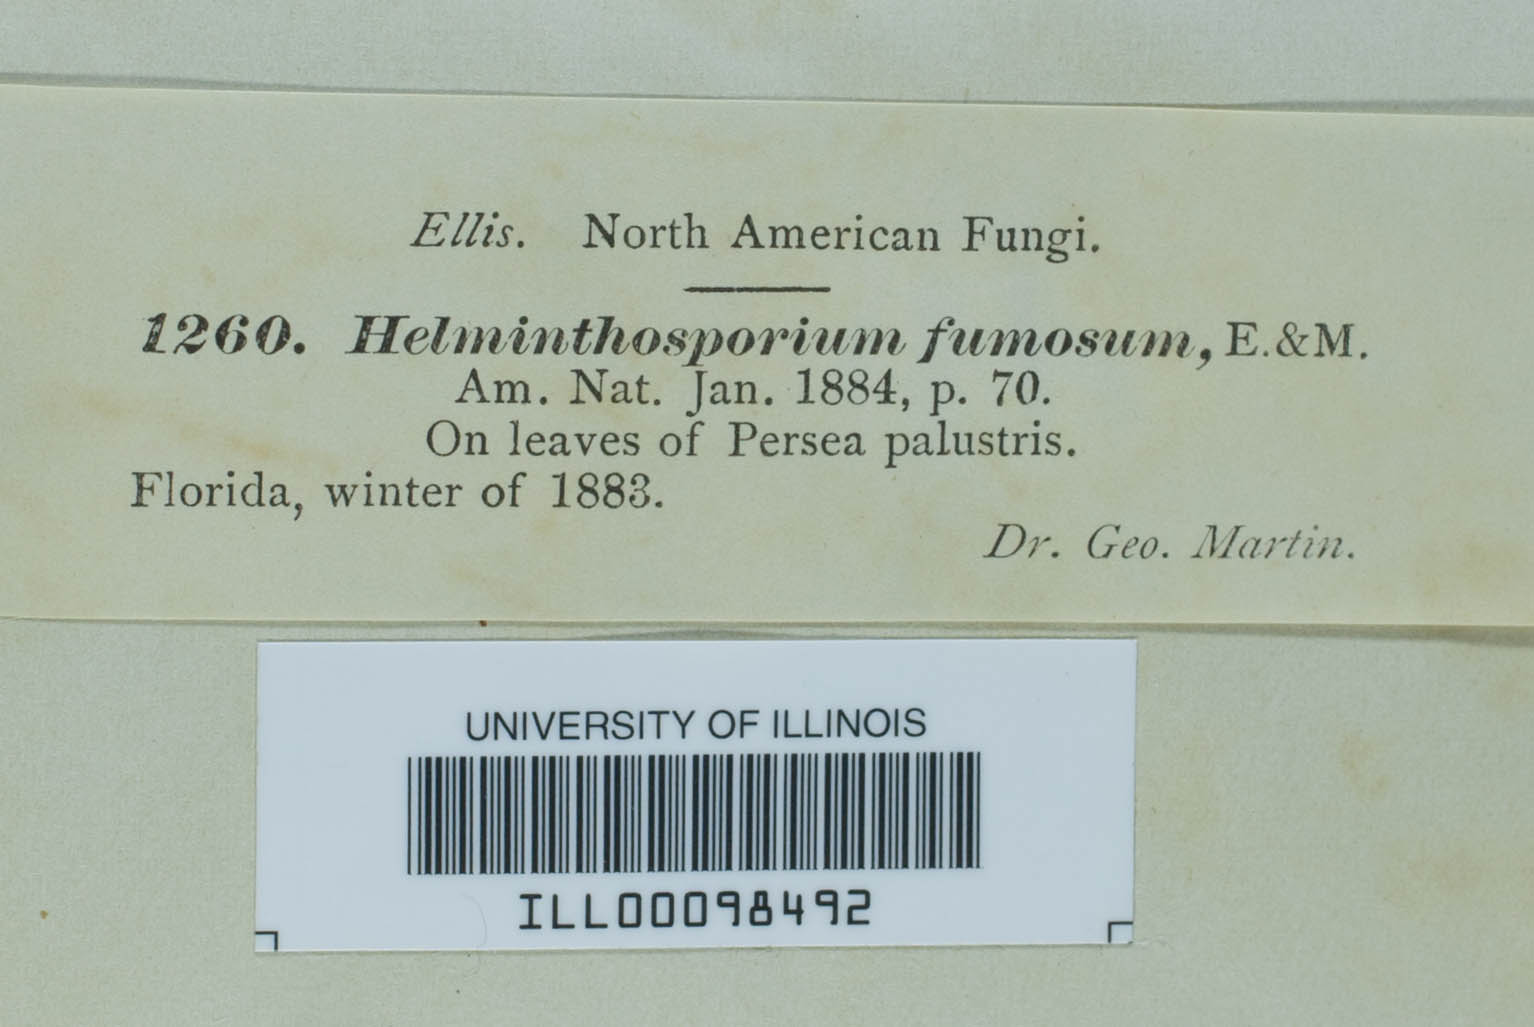 Ellis. North American Fungi.
1260. Helminthosporium fumosum, E.&M.
Am. Nat. Jan. 1884, p. 70.
On leaves of Persea palustris.
Florida, winter of 1883.
Dr. Geo. Martin.
UNIVERSITY OF ILLINOIS
ILL00098492